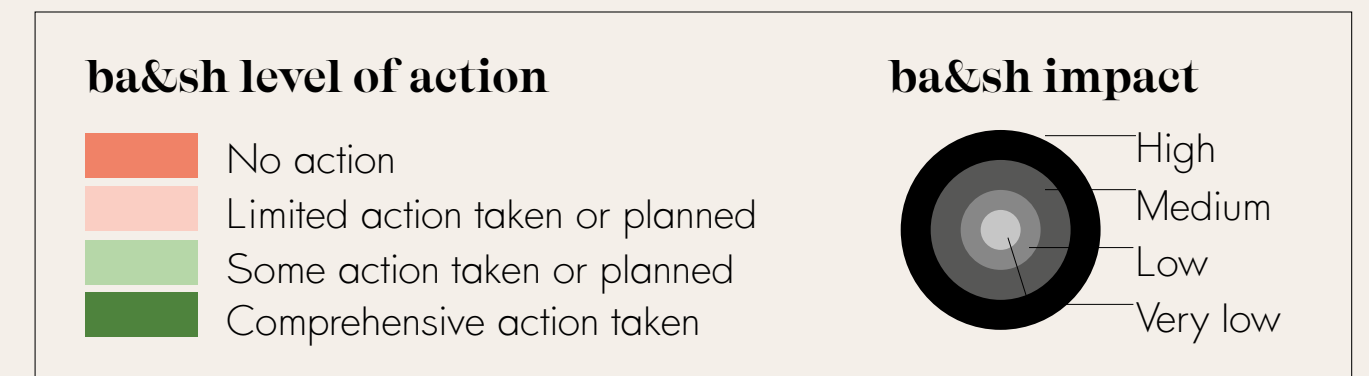 ba&sh level of action
No action
Limited action taken or planned
Some action taken or planned
Comprehensive action taken
ba&sh impact
High
Medium
Low
Very low